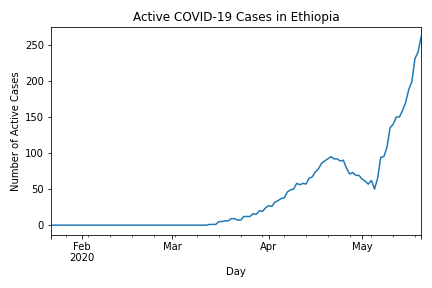 Active COVID-19 Cases in Ethiopia
Number of Active Cases
250
200
150
100
50
0
Feb
2020
Mar
Apr
May
Day